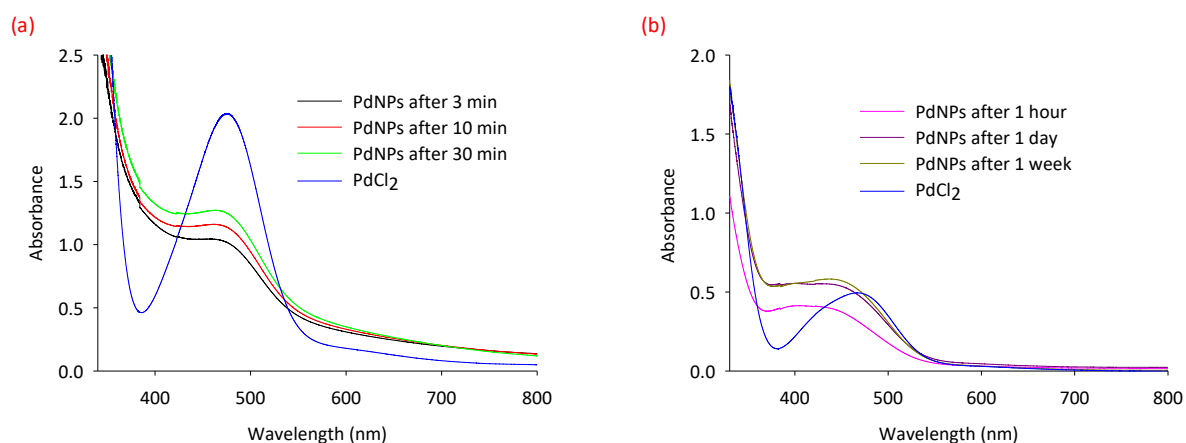 (a)
2.5
2.0
1.5
1.0
0.5
0.0
Absorbance
PdNPs after 3 min
PdNPs after 10 min
PdNPs after 30 min
PdCl2
400 500 600 700 800
Wavelength (nm)
(b)
2.0
1.5
1.0
0.5
0.0
Absorbance
PdNPs after 1 hour
PdNPs after 1 day
PdNPs after 1 week
PdCl2
400 500 600 700 800
Wavelength (nm)